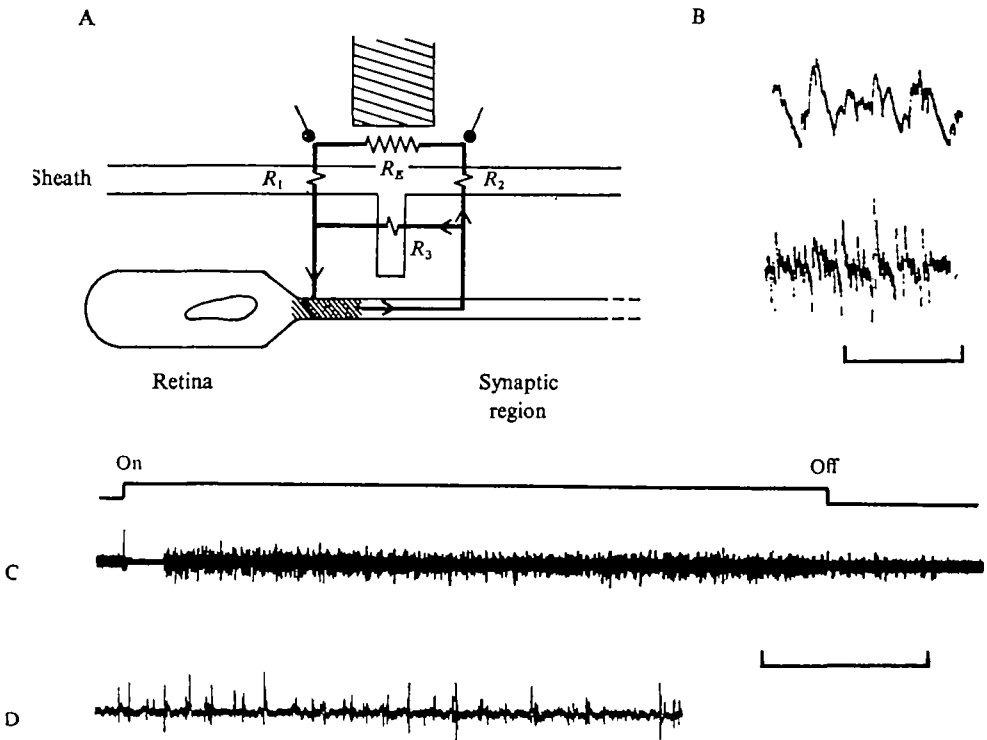 A
B
Sheath
R1
RE
R2
R3
Retina
Synaptic
region
On
Off
C
D